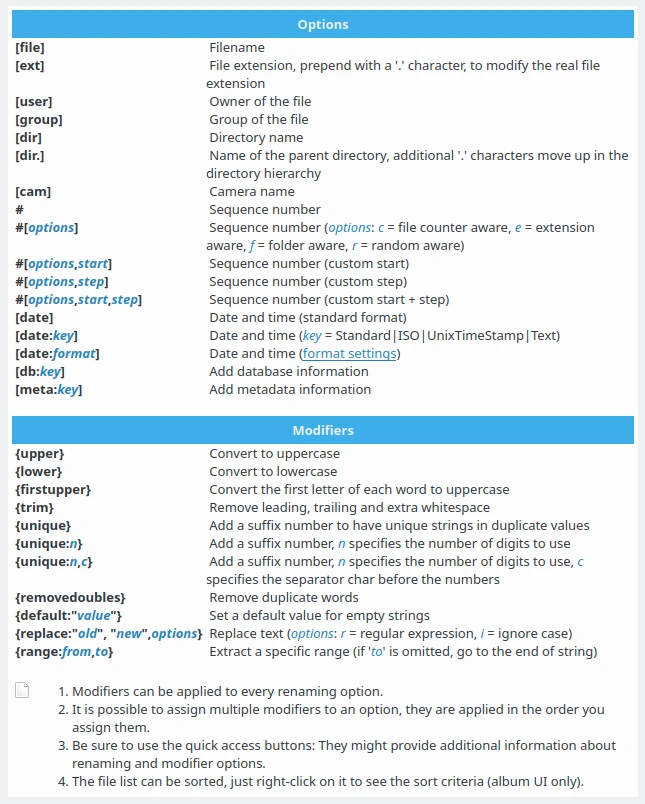 Options
[file] Filename
[ext] File extension, prepend with a '.' character, to modify the real file
extension
[user] Owner of the file
[group] Group of the file
[dir] Directory name
[dir.] Name of the parent directory, additional '.' characters move up in the
directory hierarchy
[cam] Camera name
# Sequence number
#[options] Sequence number (options: c = file counter aware, e = extension
aware, f = folder aware, r = random aware)
#[options,start] Sequence number (custom start)
#[options,step] Sequence number (custom step)
#[options,start,step] Sequence number (custom start + step)
[date] Date and time (standard format)
[date:key] Date and time (key = Standard|ISO|UnixTimeStamp|Text)
[date:format] Date and time (format settings)
[db:key] Add database information
[meta:key] Add metadata information
Modifiers
{upper} Convert to uppercase
{lower} Convert to lowercase
{firstupper} Convert the first letter of each word to uppercase
{trim} Remove leading, trailing and extra whitespace
{unique} Add a suffix number to have unique strings in duplicate values
{unique:n} Add a suffix number, n specifies the number of digits to use
{unique:n,c} Add a suffix number, n specifies the number of digits to use, c
specifies the separator char before the numbers
{removedoubles} Remove duplicate words
{default:"value"} Set a default value for empty strings
{replace:"old", "new",options} Replace text (options: r = regular expression, i = ignore case)
{range:from,to} Extract a specific range (if 'to' is omitted, go to the end of string)
1. Modifiers can be applied to every renaming option.
2. It is possible to assign multiple modifiers to an option, they are applied in the order you
assign them.
3. Be sure to use the quick access buttons: They might provide additional information about
renaming and modifier options.
4. The file list can be sorted, just right-click on it to see the sort criteria (album UI only).